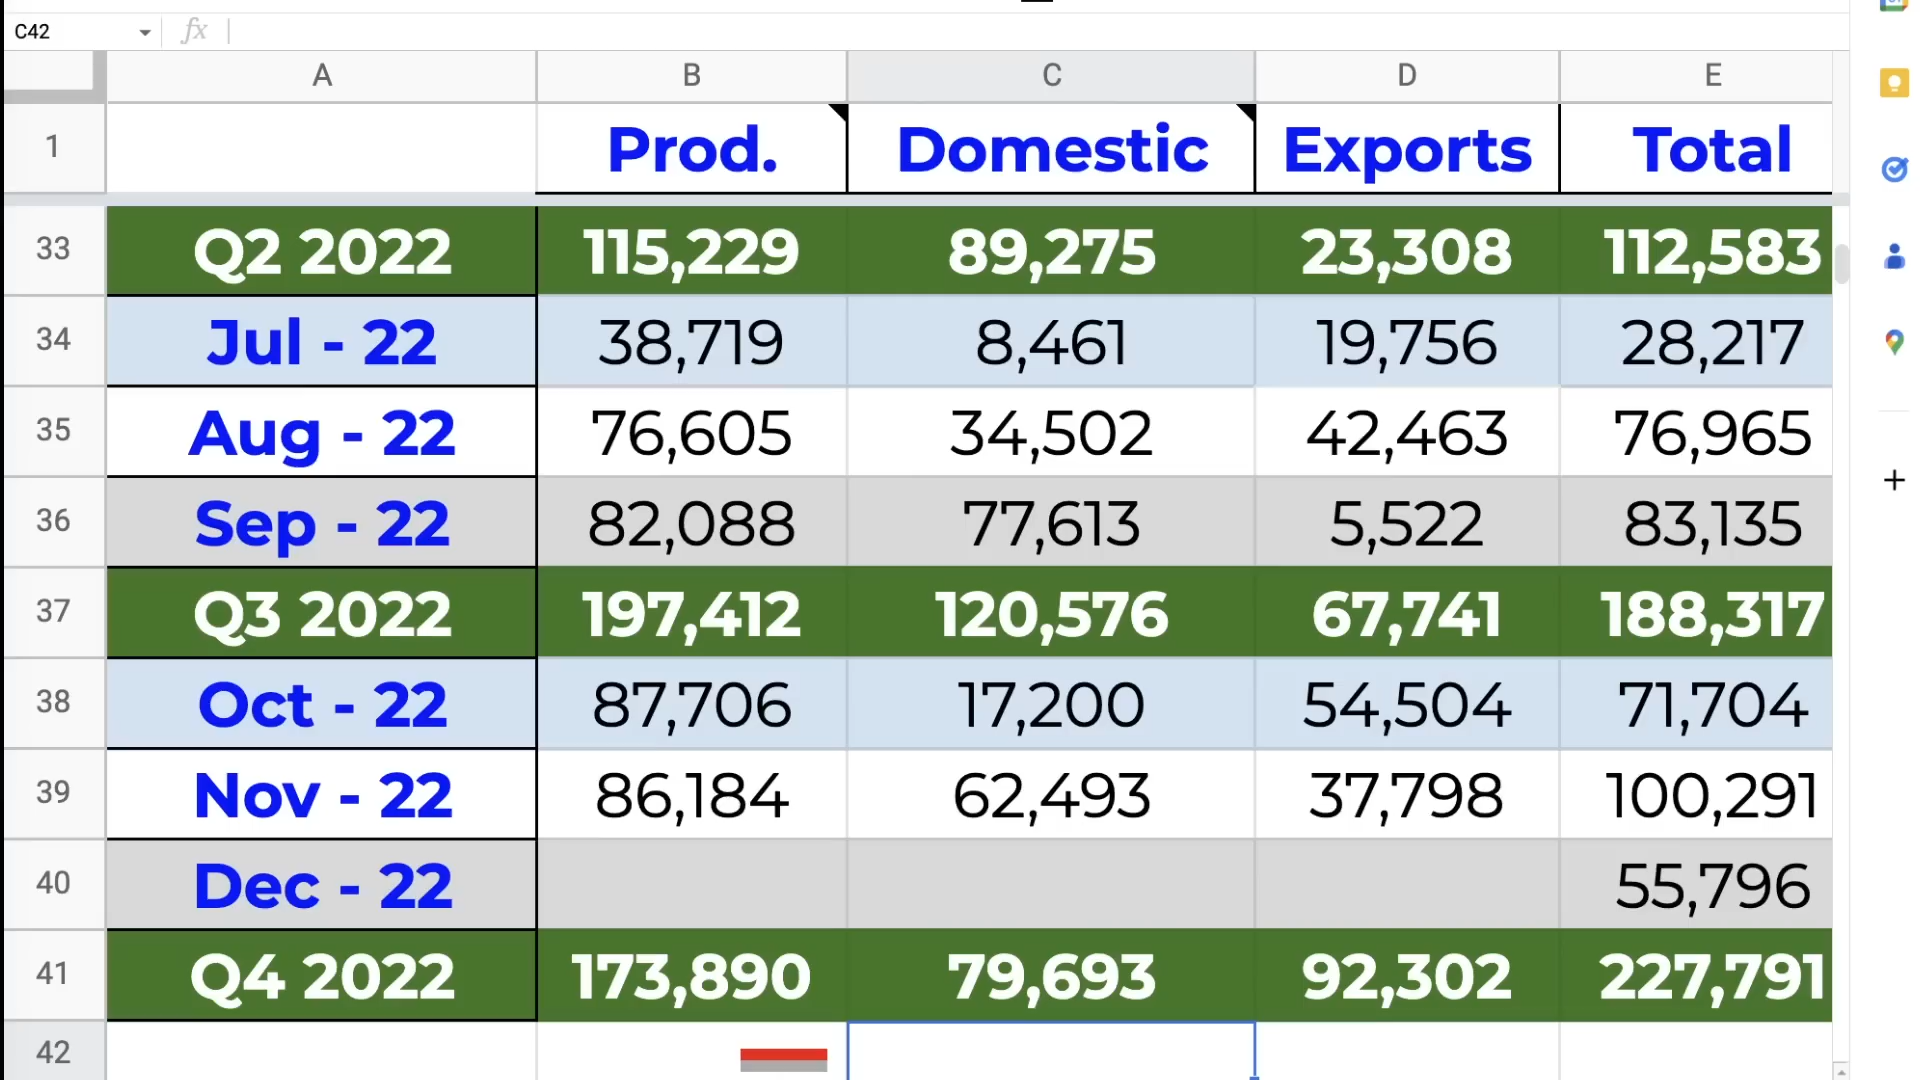 C42 fx
A B C D E
1 Prod. Domestic Exports Total
33 Q2 2022 115,229 89,275 23,308 112,583
34 Jul - 22 38,719 8,461 19,756 28,217
35 Aug - 22 76,605 34,502 42,463 76,965
36 Sep - 22 82,088 77,613 5,522 83,135
37 Q3 2022 197,412 120,576 67,741 188,317
38 Oct - 22 87,706 17,200 54,504 71,704
39 Nov - 22 86,184 62,493 37,798 100,291
40 Dec - 22 55,796
41 Q4 2022 173,890 79,693 92,302 227,791
42